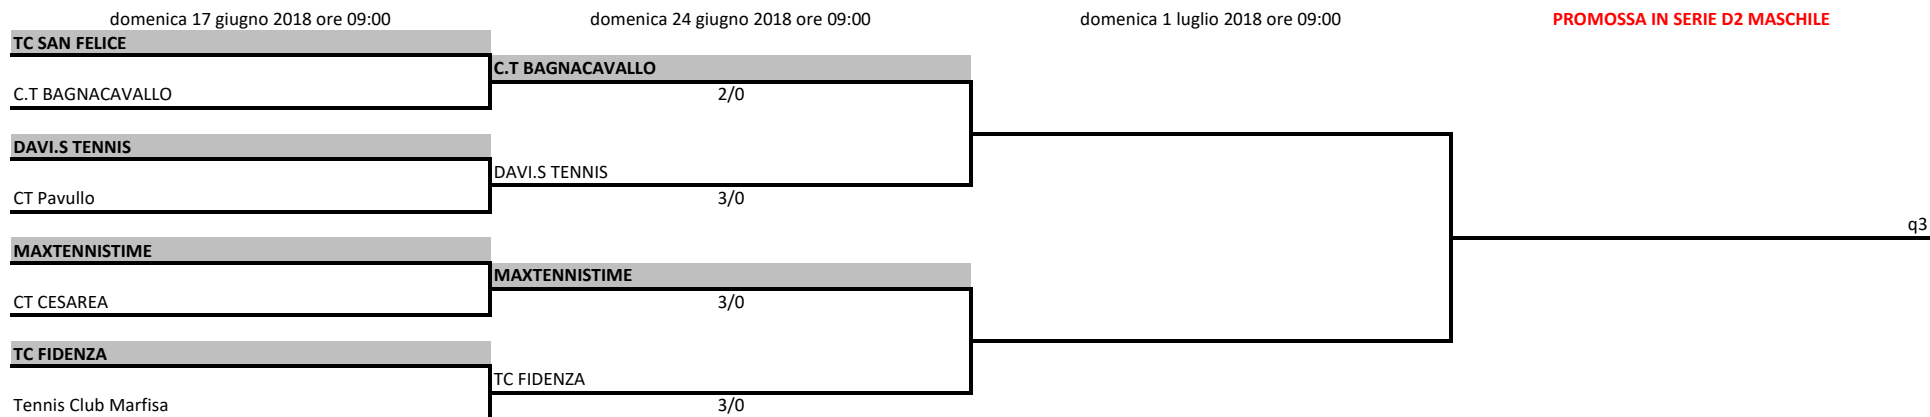 domenica 17 giugno 2018 ore 09:00 domenica 24 giugno 2018 ore 09:00 domenica 1 luglio 2018 ore 09:00 PROMOSSA IN SERIE D2 MASCHILE
TC SAN FELICE
C.T BAGNACAVALLO
C.T BAGNACAVALLO 2/0
DAVI.S TENNIS
DAVI.S TENNIS
CT Pavullo 3/0
q3
MAXTENNISTIME
MAXTENNISTIME
CT CESAREA 3/0
TC FIDENZA
TC FIDENZA
Tennis Club Marfisa 3/0